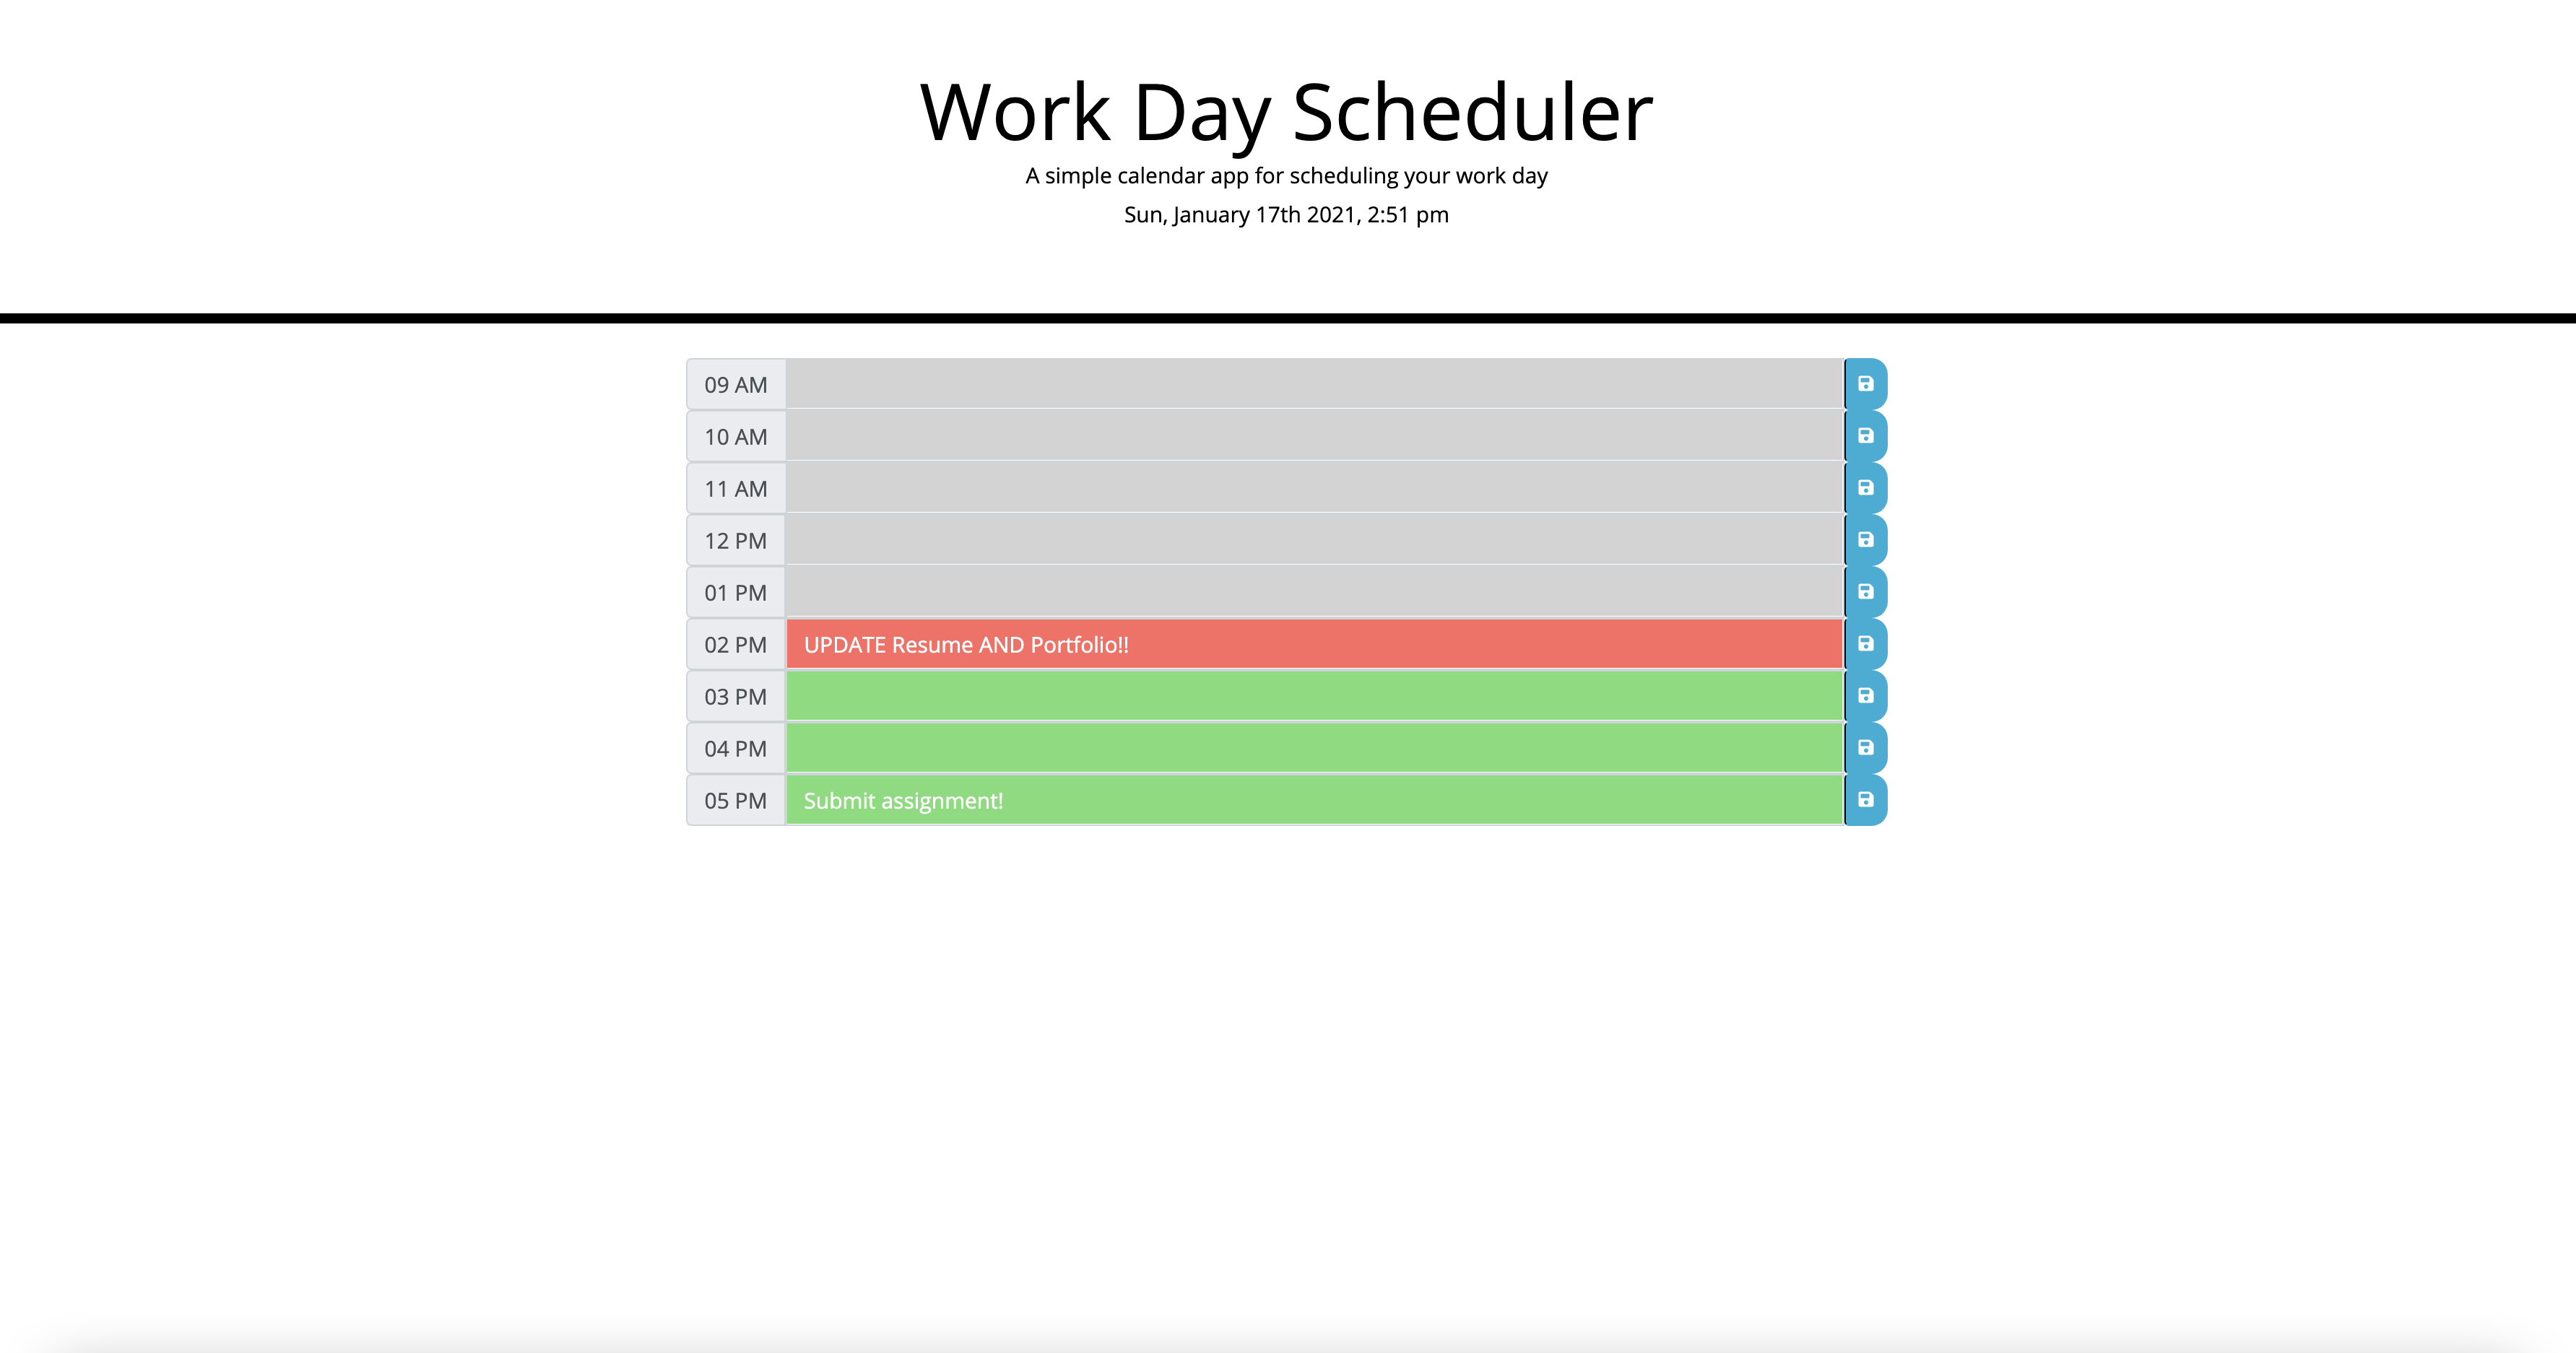 Work Day Scheduler
A simple calendar app for scheduling your work day
Sun, January 17th 2021, 2:51 pm
09 AM
10 AM
11 AM
12 PM
01 PM
02 PM UPDATE Resume AND Portfolio!!
03 PM
04 PM
05 PM Submit assignment!